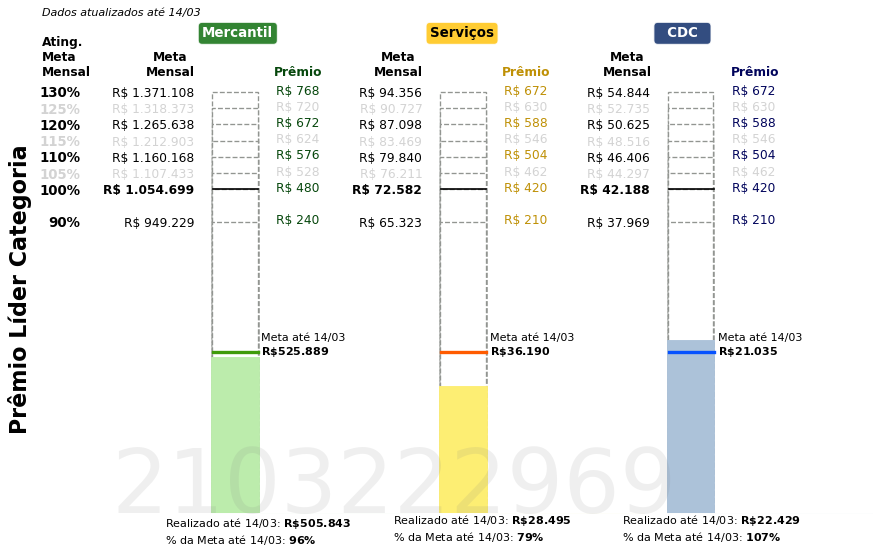 Dados atualizados até 14/03
Mercantil Serviços CDC
Ating. Meta Mensal Meta Mensal Prêmio Meta Mensal Prêmio Meta Mensal Prêmio
130% R$ 1.371.108 R$ 768 R$ 94.356 R$ 672 R$ 54.844 R$ 672
125% R$ 1.318.373 R$ 720 R$ 90.727 R$ 630 R$ 52.735 R$ 630
120% R$ 1.265.638 R$ 672 R$ 87.098 R$ 588 R$ 50.625 R$ 588
115% R$ 1.212.903 R$ 624 R$ 83.469 R$ 546 R$ 48.516 R$ 546
110% R$ 1.160.168 R$ 576 R$ 79.840 R$ 504 R$ 46.406 R$ 504
105% R$ 1.107.433 R$ 528 R$ 76.211 R$ 462 R$ 44.297 R$ 462
100% R$ 1.054.699 R$ 480 R$ 72.582 R$ 420 R$ 42.188 R$ 420
90% R$ 949.229 R$ 240 R$ 65.323 R$ 210 R$ 37.969 R$ 210
Prêmio Líder Categoria
Meta até 14/03 Meta até 14/03 Meta até 14/03
R$525.889 R$36.190 R$21.035
2103222969
Realizado até 14/03: R$505.843 Realizado até 14/03: R$28.495 Realizado até 14/03: R$22.429
% da Meta até 14/03: 96% % da Meta até 14/03: 79% % da Meta até 14/03: 107%